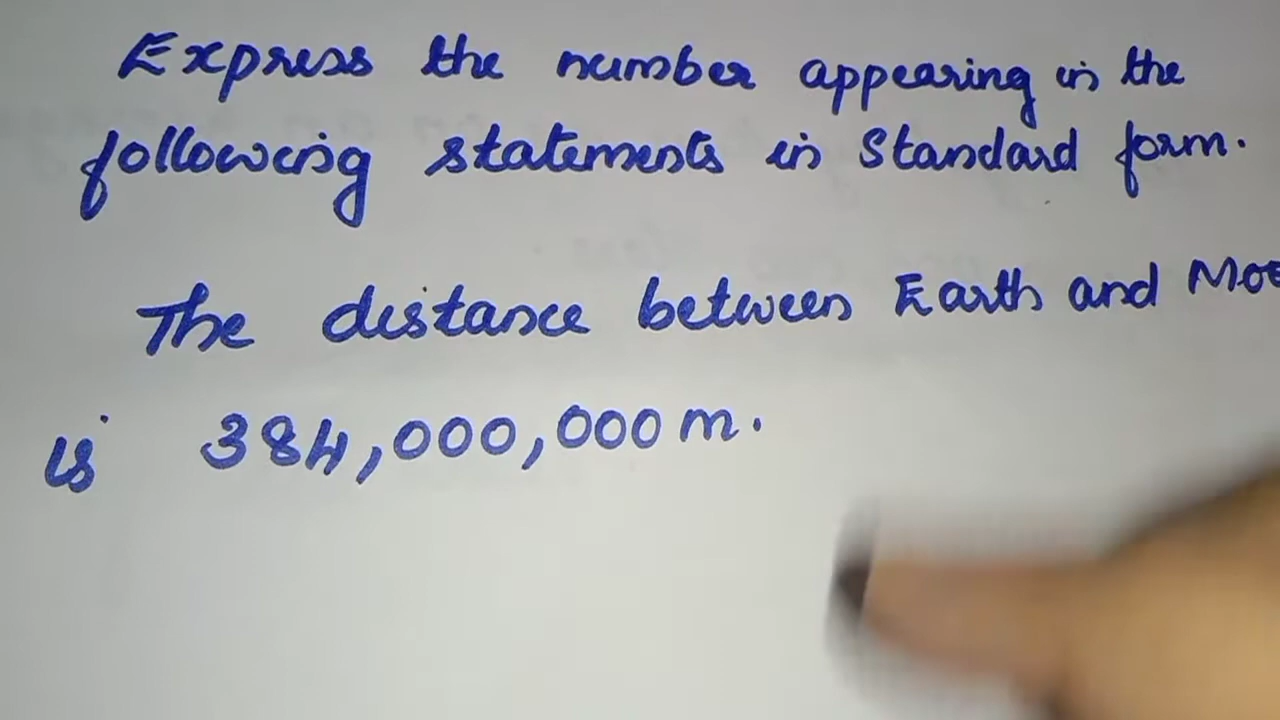 Express the number appearing in the
following statements in Standard form.
The distance between Earth and Moo
is 384,000,000 m.